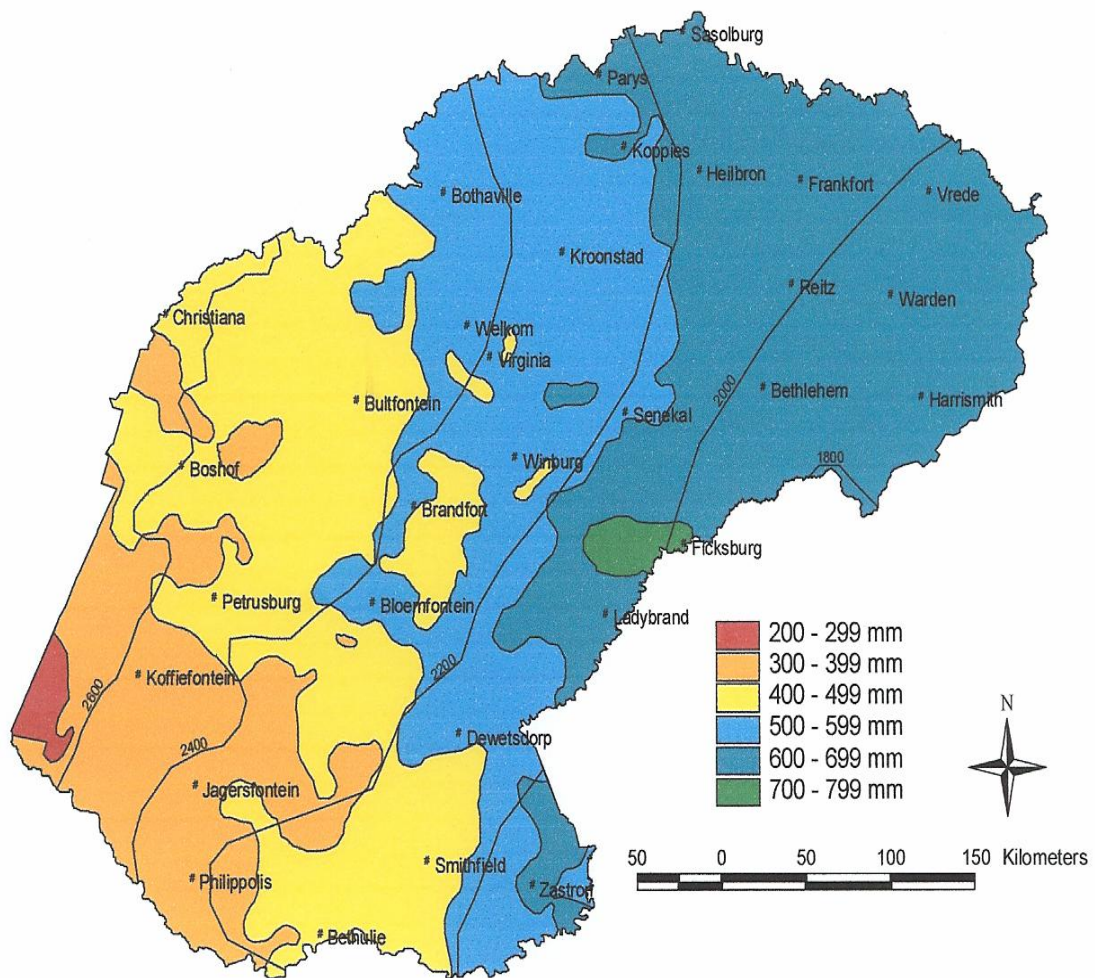 # Sasolburg
# Parys
# Koppies
# Heilbron
# Frankfort
# Vrede
# Bothaville
# Kroonstad
# Reitz
# Warden
# Christiana
# Welkom
# Virginia
2000
# Bultfontein
# Senekal
# Bethlehem
# Harrismith
# Boshof
# Winburg
1800
# Brandfort
# Ficksburg
# Petrusburg
# Bloemfontein
# Ladybrand
200 - 299 mm
300 - 399 mm
400 - 499 mm
500 - 599 mm
600 - 699 mm
700 - 799 mm
# Koffiefontein
2600
2200
2400
# Dewetsdorp
N
# Jagersfontein
# Smithfield
# Philippolis
# Zastron
# Bethulie
50 0 50 100 150 Kilometers